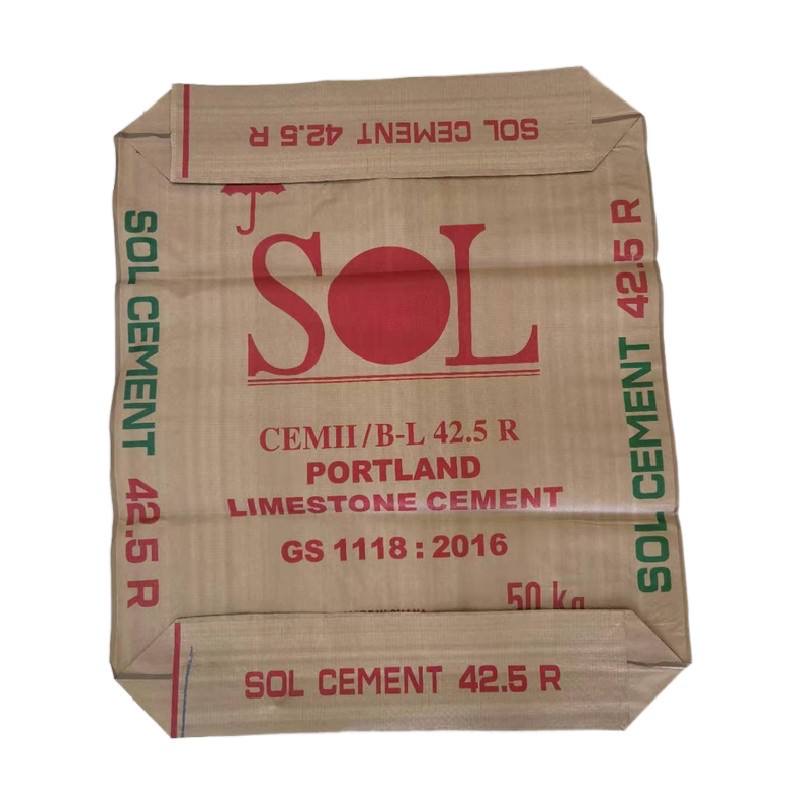 SOL CEMENT 42.5 R
SOL
CEMII/B-L 42.5 R
PORTLAND
LIMESTONE CEMENT
GS 1118 : 2016
50 kg
SOL CEMENT 42.5 R
SOL CEMENT 42.5 R
SOL CEMENT 42.5 R